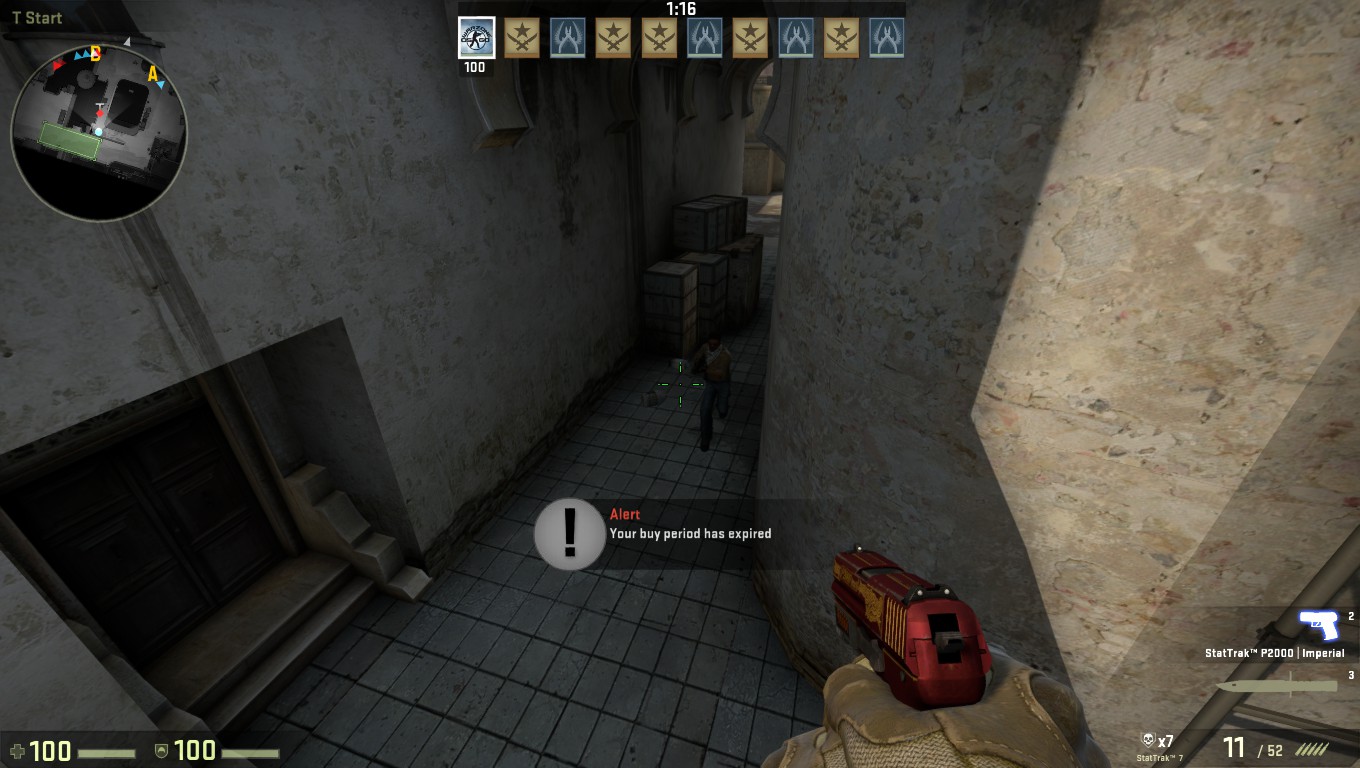 T Start
1:16
100
B
A
T
Alert
Your buy period has expired
2
StatTrak™ P2000 | Imperial
3
x7
StatTrak™ 7
100
100
11 / 52